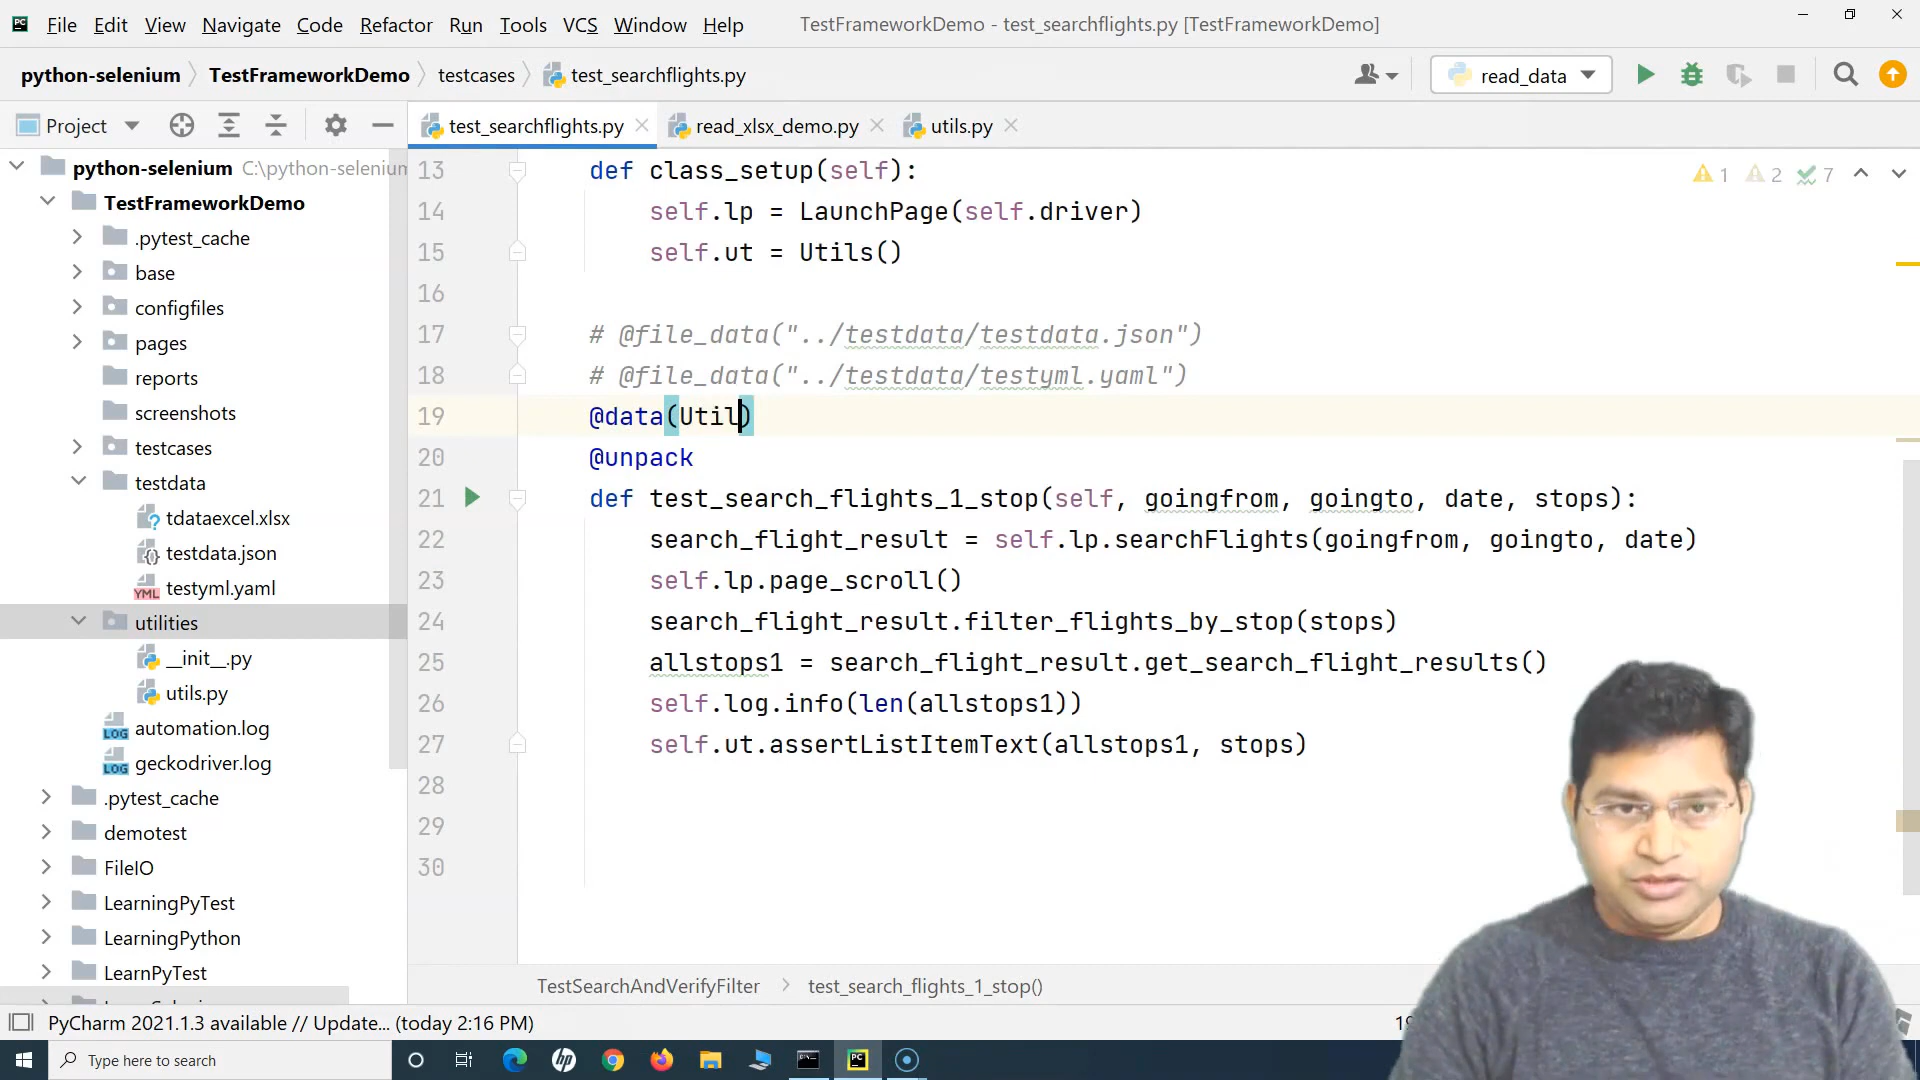 File Edit View Navigate Code Refactor Run Tools VCS Window Help TestFrameworkDemo - test_searchflights.py [TestFrameworkDemo]
python-selenium TestFrameworkDemo testcases test_searchflights.py read_data
Project test_searchflights.py read_xlsx_demo.py utils.py
python-selenium C:\python-selenium
TestFrameworkDemo
.pytest_cache
base
configfiles
pages
reports
screenshots
testcases
testdata
tdataexcel.xlsx
testdata.json
testyml.yaml
utilities
__init__.py
utils.py
automation.log
geckodriver.log
.pytest_cache
demotest
FileIO
LearningPyTest
LearningPython
LearnPyTest
1 2 7
13 def class_setup(self):
14 self.lp = LaunchPage(self.driver)
15 self.ut = Utils()
16
17 # @file_data("../testdata/testdata.json")
18 # @file_data("../testdata/testyml.yaml")
19 @data(Util)
20 @unpack
21 def test_search_flights_1_stop(self, goingfrom, goingto, date, stops):
22 search_flight_result = self.lp.searchFlights(goingfrom, goingto, date)
23 self.lp.page_scroll()
24 search_flight_result.filter_flights_by_stop(stops)
25 allstops1 = search_flight_result.get_search_flight_results()
26 self.log.info(len(allstops1))
27 self.ut.assertListItemText(allstops1, stops)
28
29
30
TestSearchAndVerifyFilter test_search_flights_1_stop()
PyCharm 2021.1.3 available // Update... (today 2:16 PM)
Type here to search